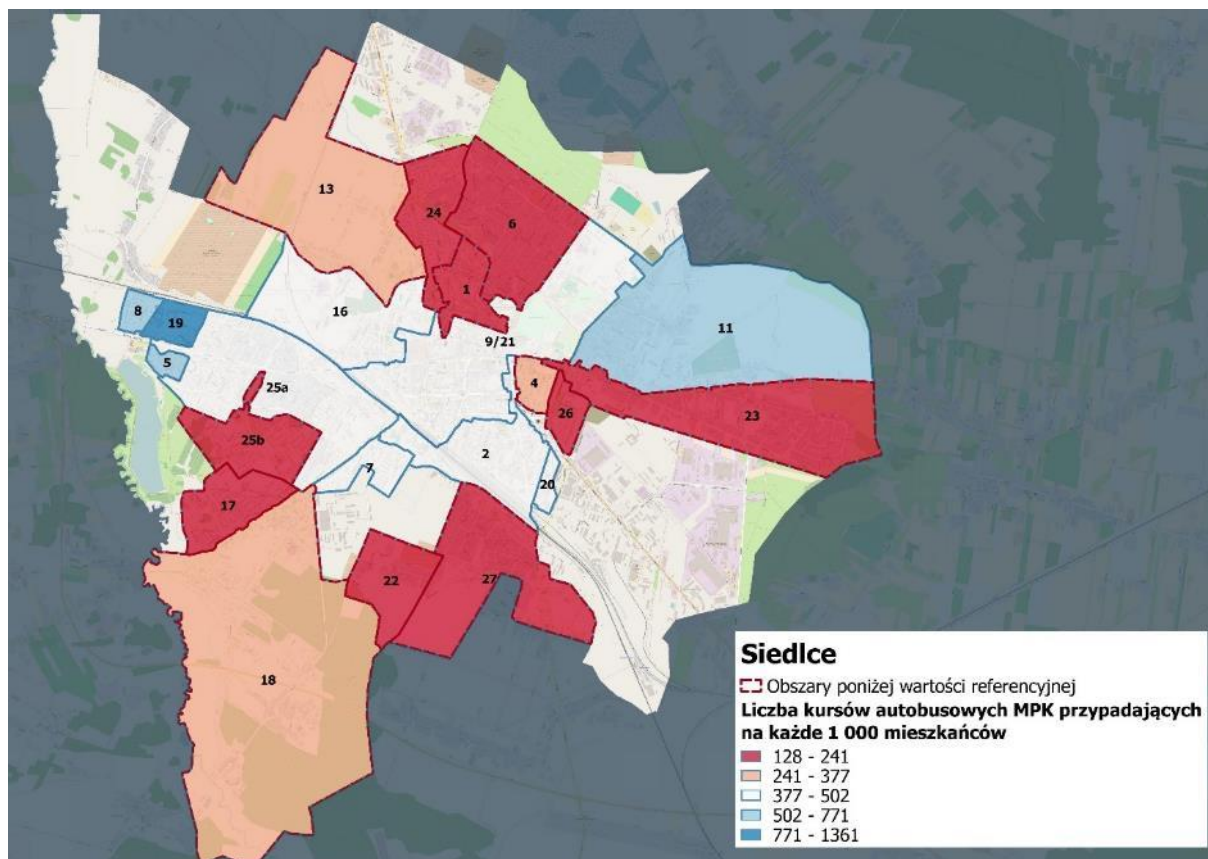 13
24
6
1
16
8
19
5
9/21
11
25a
4
26
23
25b
2
7
20
17
22
27
18
Siedlce
Obszary poniżej wartości referencyjnej
Liczba kursów autobusowych MPK przypadających
na każde 1 000 mieszkańców
128 - 241
241 - 377
377 - 502
502 - 771
771 - 1361